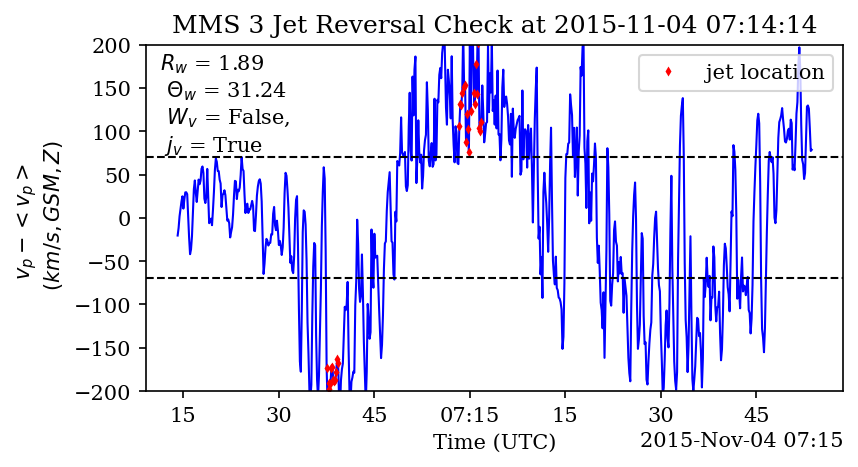 MMS 3 Jet Reversal Check at 2015-11-04 07:14:14
R_w = 1.89
Θ_w = 31.24
W_v = False,
j_v = True
jet location
v_p − < v_p >
(km/s, GSM, Z)
200
150
100
50
0
−50
−100
−150
−200
15 30 45 07:15 15 30 45
Time (UTC)
2015-Nov-04 07:15